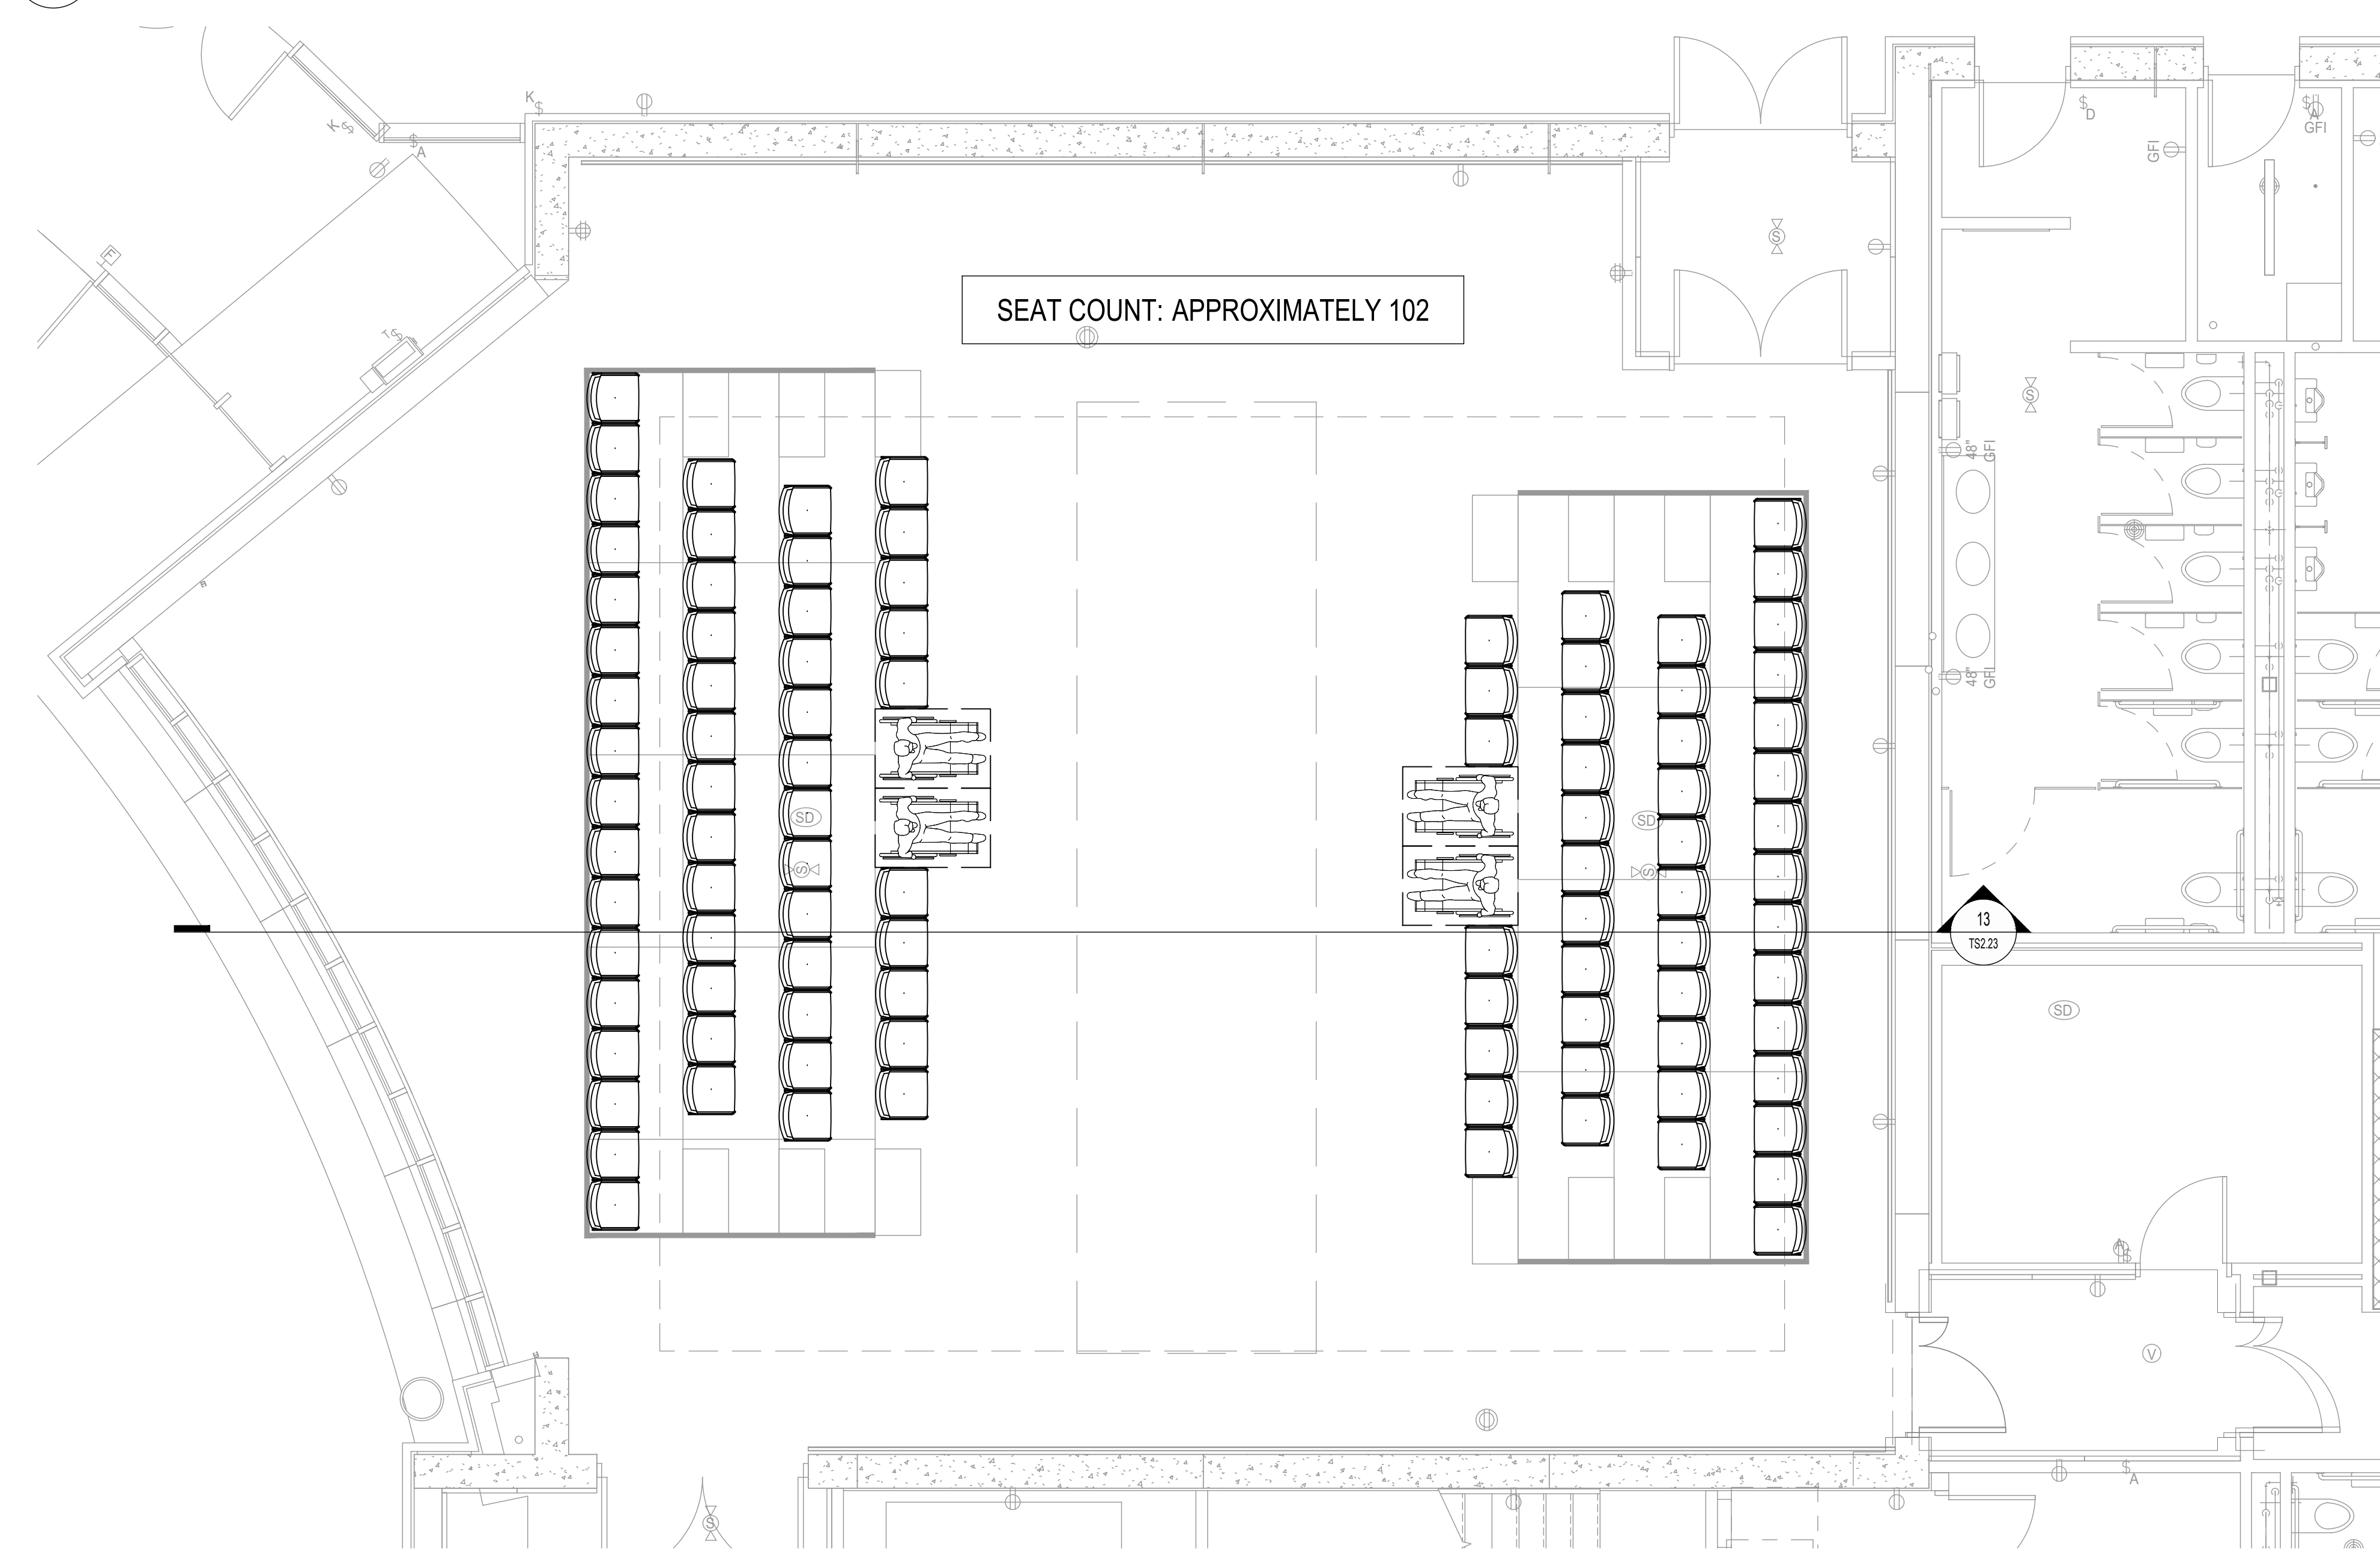 K
$
K $
$
A
$
D
$
A
GFI
GFI
F
S
SEAT COUNT: APPROXIMATELY 102
T $
S
48"
GFI
48"
GFI
SD
SD
S
S
13
TS2.23
SD
A
$
V
$
A
S